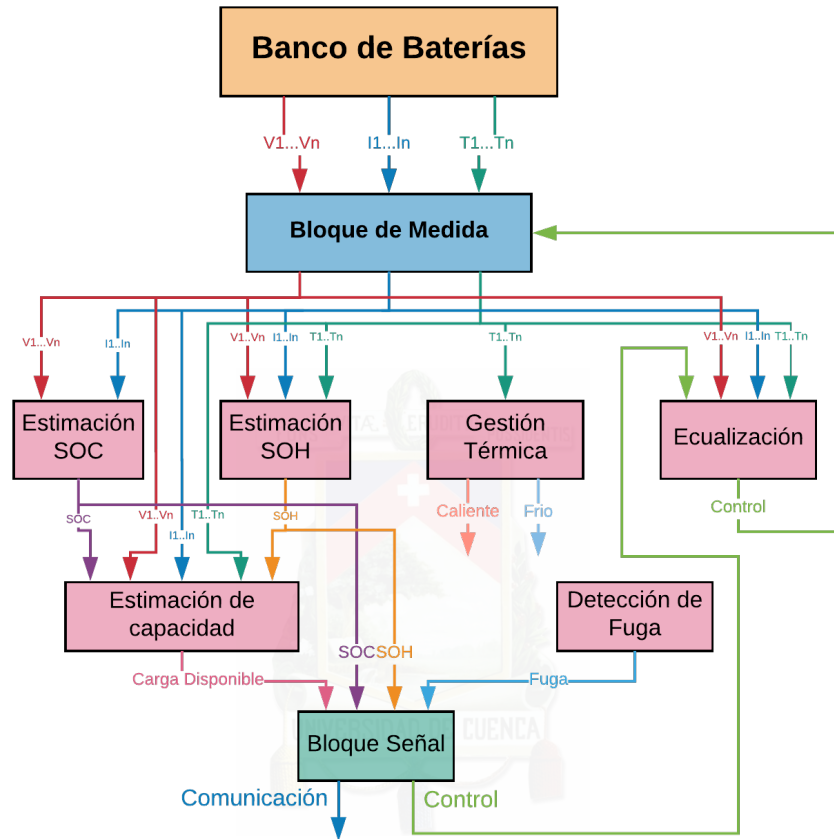 Banco de Baterías
V1...Vn I1...In T1...Tn
Bloque de Medida
V1...Vn I1..In V1..Vn I1..In T1..Tn T1..Tn V1..Vn I1..In T1..Tn
Estimación
SOC
Estimación
SOH
Gestión
Térmica
Ecualización
SOC V1..Vn I1..In T1..Tn SOH
Caliente Frio
Control
Estimación de
capacidad
Detección de
Fuga
SOC SOH
Carga Disponible
Fuga
UNIVERSIDAD DE CUENCA
Bloque Señal
Comunicación
Control